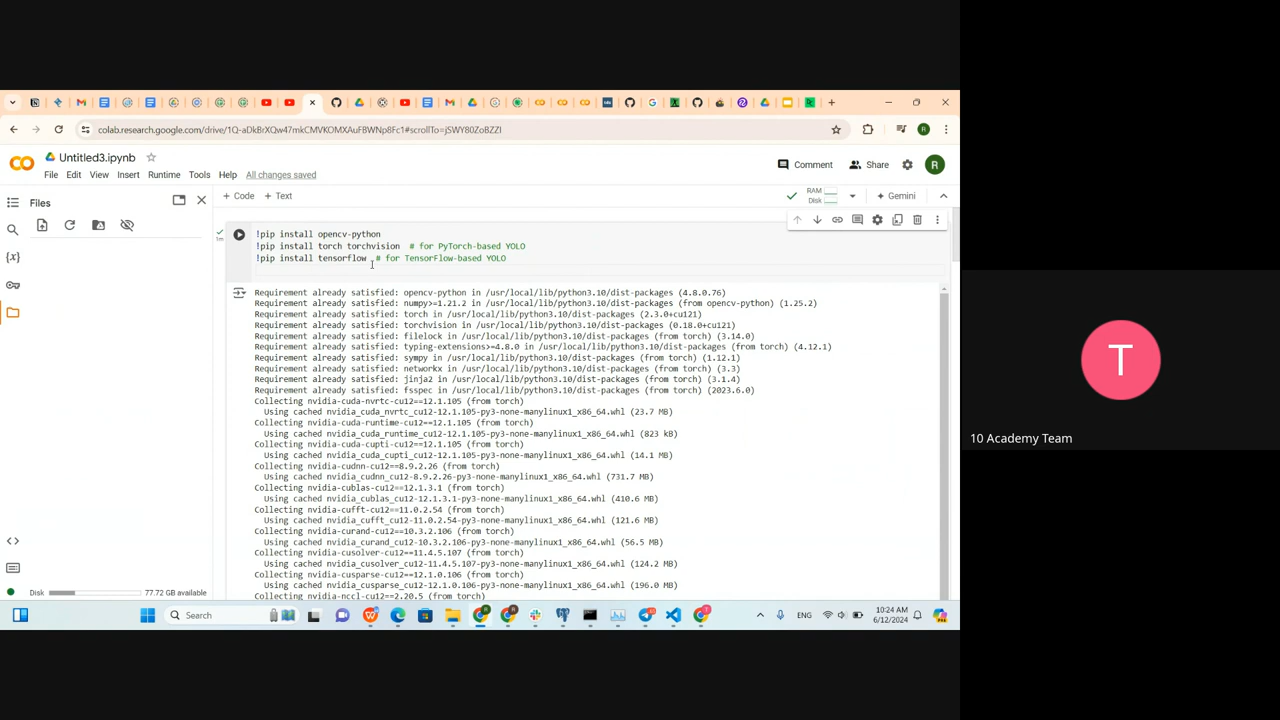 colab.research.google.com/drive/1Q-aDkBrXQw47mkCMVKOMXAuFBWNp8Fc1#scrollTo=jSWY80ZoBZZI
Untitled3.ipynb
Comment
Share
R
File Edit View Insert Runtime Tools Help All changes saved
Files
+ Code + Text
RAM
Disk
Gemini
!pip install opencv-python
!pip install torch torchvision # for PyTorch-based YOLO
!pip install tensorflow # for TensorFlow-based YOLO
1m
Requirement already satisfied: opencv-python in /usr/local/lib/python3.10/dist-packages (4.8.0.76)
Requirement already satisfied: numpy>=1.21.2 in /usr/local/lib/python3.10/dist-packages (from opencv-python) (1.25.2)
Requirement already satisfied: torch in /usr/local/lib/python3.10/dist-packages (2.3.0+cu121)
Requirement already satisfied: torchvision in /usr/local/lib/python3.10/dist-packages (0.18.0+cu121)
Requirement already satisfied: filelock in /usr/local/lib/python3.10/dist-packages (from torch) (3.14.0)
Requirement already satisfied: typing-extensions>=4.8.0 in /usr/local/lib/python3.10/dist-packages (from torch) (4.12.1)
Requirement already satisfied: sympy in /usr/local/lib/python3.10/dist-packages (from torch) (1.12.1)
Requirement already satisfied: networkx in /usr/local/lib/python3.10/dist-packages (from torch) (3.3)
Requirement already satisfied: jinja2 in /usr/local/lib/python3.10/dist-packages (from torch) (3.1.4)
Requirement already satisfied: fsspec in /usr/local/lib/python3.10/dist-packages (from torch) (2023.6.0)
Collecting nvidia-cuda-nvrtc-cu12==12.1.105 (from torch)
Using cached nvidia_cuda_nvrtc_cu12-12.1.105-py3-none-manylinux1_x86_64.whl (23.7 MB)
Collecting nvidia-cuda-runtime-cu12==12.1.105 (from torch)
Using cached nvidia_cuda_runtime_cu12-12.1.105-py3-none-manylinux1_x86_64.whl (823 kB)
Collecting nvidia-cuda-cupti-cu12==12.1.105 (from torch)
Using cached nvidia_cuda_cupti_cu12-12.1.105-py3-none-manylinux1_x86_64.whl (14.1 MB)
Collecting nvidia-cudnn-cu12==8.9.2.26 (from torch)
Using cached nvidia_cudnn_cu12-8.9.2.26-py3-none-manylinux1_x86_64.whl (731.7 MB)
Collecting nvidia-cublas-cu12==12.1.3.1 (from torch)
Using cached nvidia_cublas_cu12-12.1.3.1-py3-none-manylinux1_x86_64.whl (410.6 MB)
Collecting nvidia-cufft-cu12==11.0.2.54 (from torch)
Using cached nvidia_cufft_cu12-11.0.2.54-py3-none-manylinux1_x86_64.whl (121.6 MB)
Collecting nvidia-curand-cu12==10.3.2.106 (from torch)
Using cached nvidia_curand_cu12-10.3.2.106-py3-none-manylinux1_x86_64.whl (56.5 MB)
Collecting nvidia-cusolver-cu12==11.4.5.107 (from torch)
Using cached nvidia_cusolver_cu12-11.4.5.107-py3-none-manylinux1_x86_64.whl (124.2 MB)
Collecting nvidia-cusparse-cu12==12.1.0.106 (from torch)
Using cached nvidia_cusparse_cu12-12.1.0.106-py3-none-manylinux1_x86_64.whl (196.0 MB)
Collecting nvidia-nccl-cu12==2.20.5 (from torch)
Disk 77.72 GB available
Search
ENG
10:24 AM
6/12/2024
T
10 Academy Team